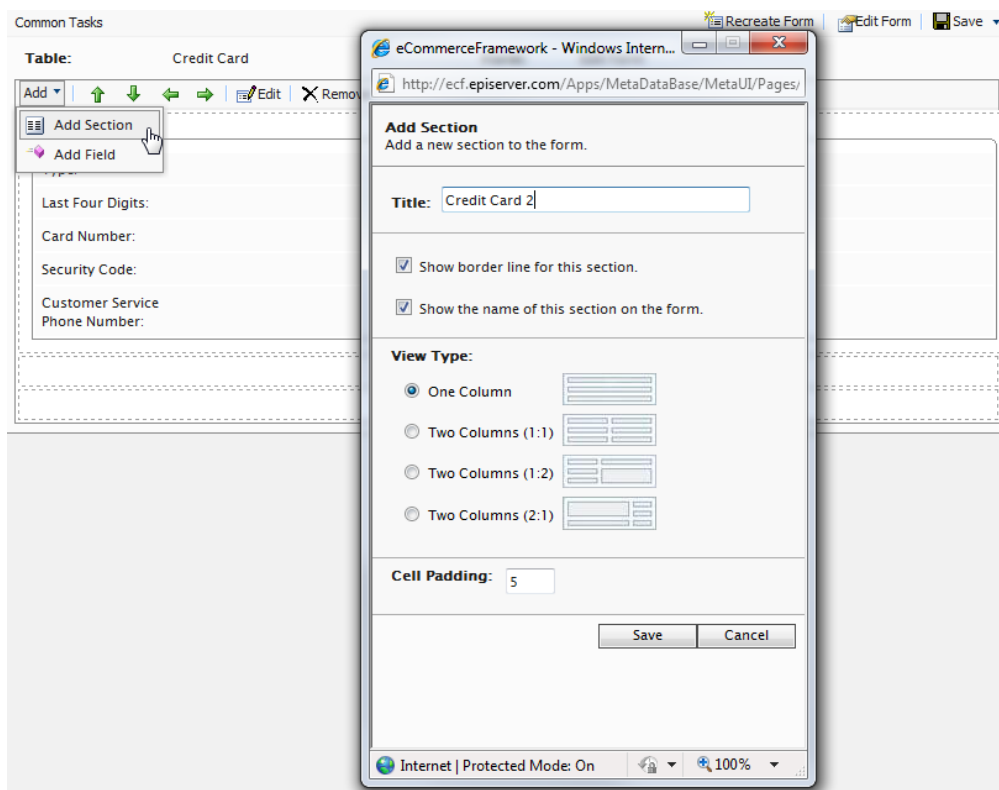 Common Tasks
Recreate Form
Edit Form
Save
Table: Credit Card
Add
Edit
Add Section
Add Field
Last Four Digits:
Card Number:
Security Code:
Customer Service
Phone Number:
eCommerceFramework - Windows Intern...
http://ecf.episerver.com/Apps/MetaDataBase/MetaUI/Pages/
Add Section
Add a new section to the form.
Title: Credit Card 2
Show border line for this section.
Show the name of this section on the form.
View Type:
One Column
Two Columns (1:1)
Two Columns (1:2)
Two Columns (2:1)
Cell Padding: 5
Save Cancel
Internet | Protected Mode: On
100%